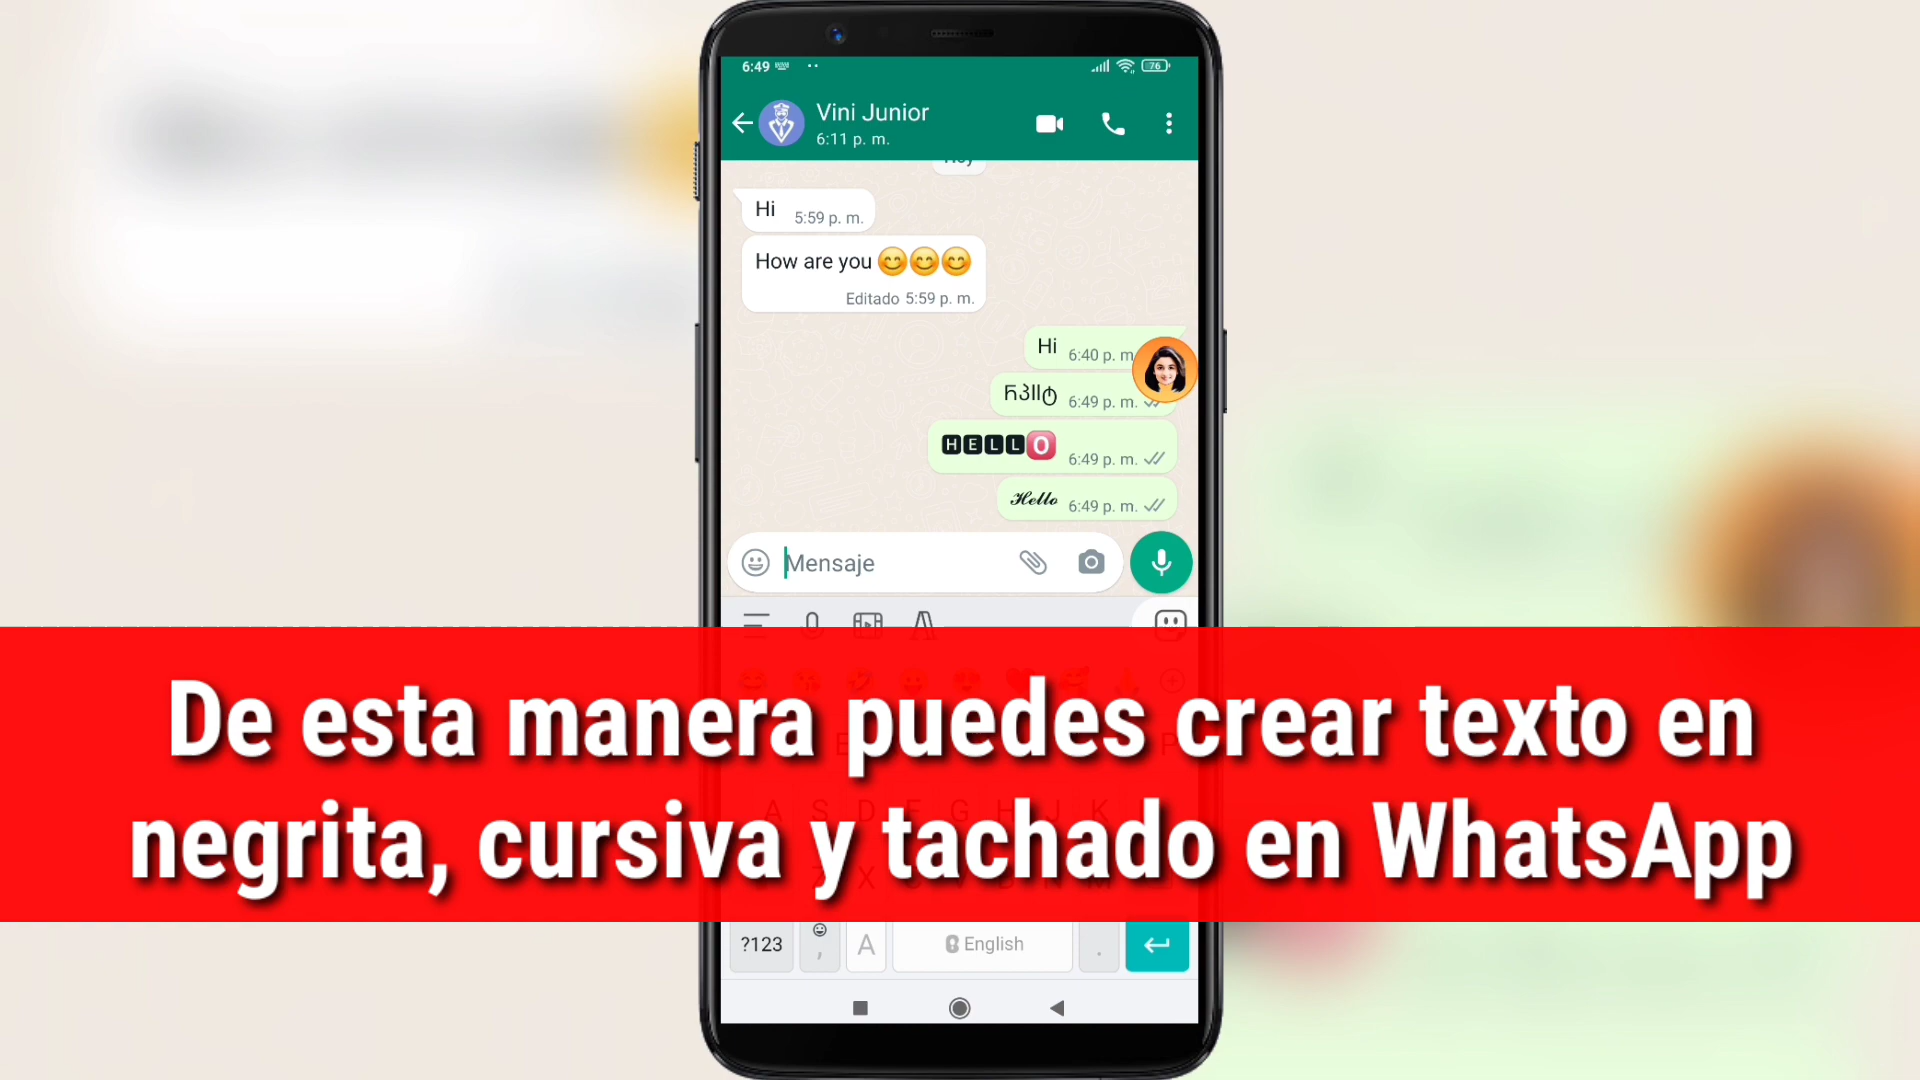 6:49
76
Vini Junior
6:11 p. m.
Hi
5:59 p. m.
How are you 😊😊😊
Editado 5:59 p. m.
Hi
6:40 p. m
6:49 p. m.
🅷🅴🅻🅻🅾
6:49 p. m.
𝓗𝓮𝓵𝓵𝓸
6:49 p. m.
Mensaje
De esta manera puedes crear texto en
negrita, cursiva y tachado en WhatsApp
?123
,
A
English
.